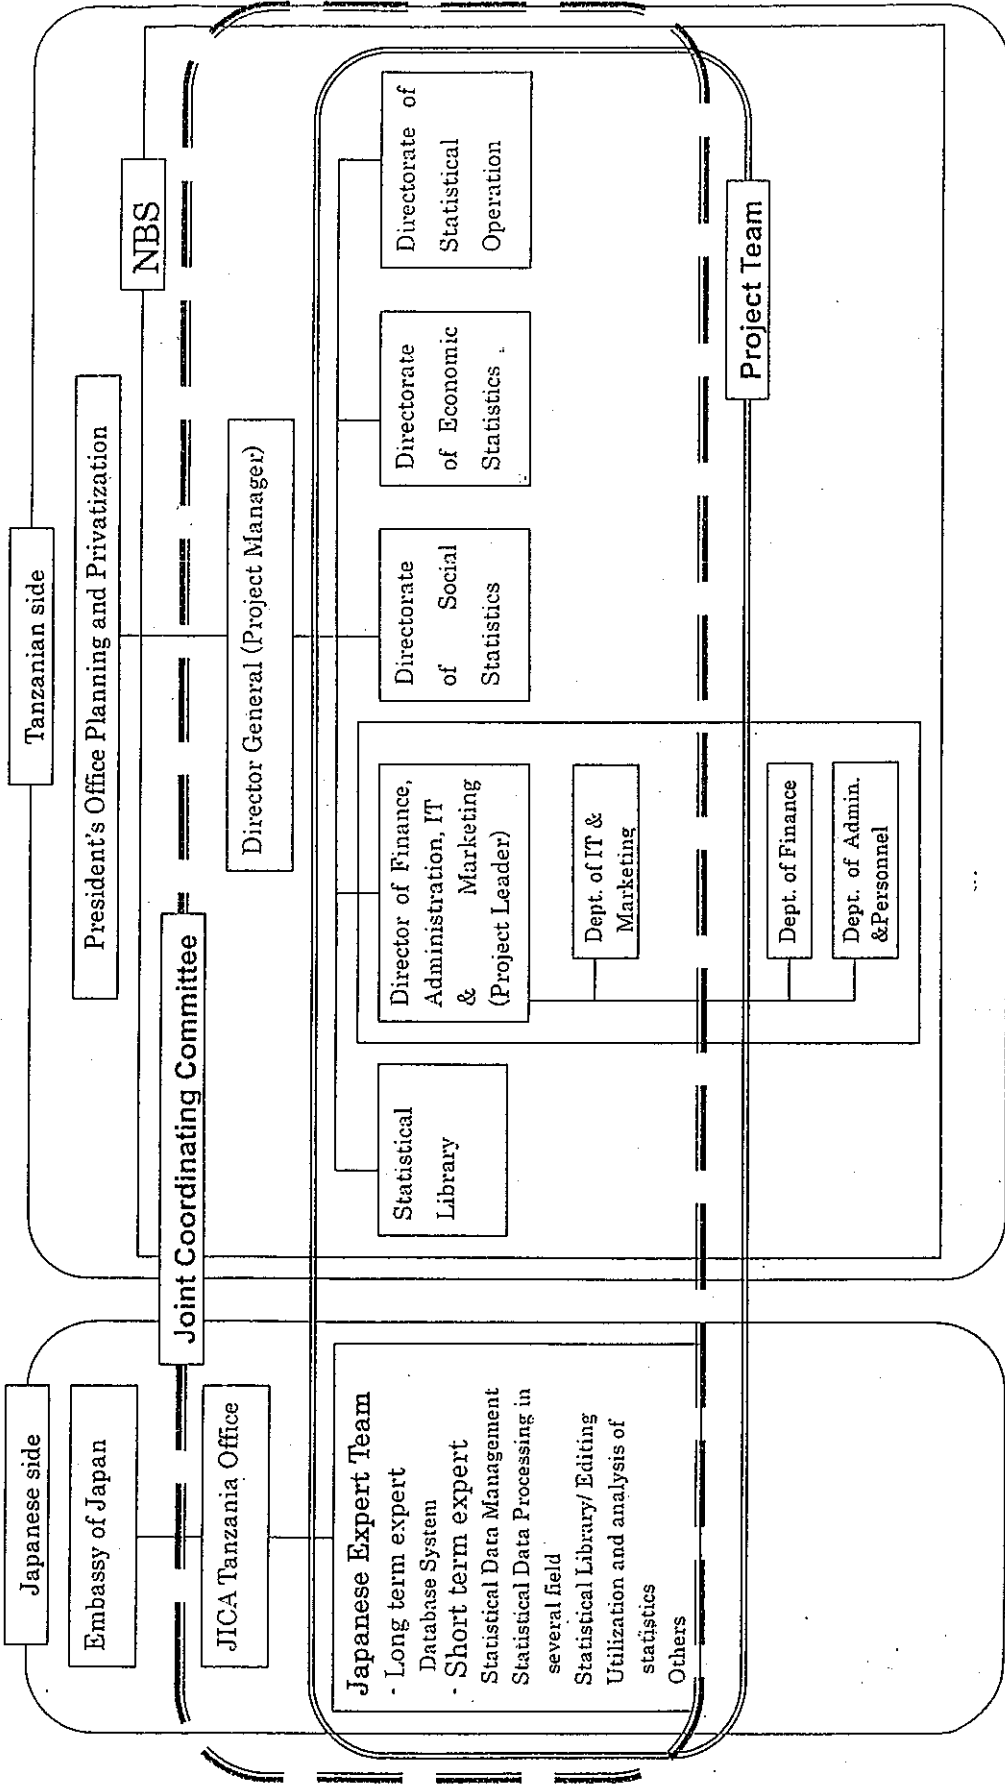 Japanese side
Embassy of Japan
JICA Tanzania Office
Japanese Expert Team
- Long term expert
Database System
- Short term expert
Statistical Data Management
Statistical Data Processing in
several field
Statistical Library/ Editing
Utilization and analysis of
statistics
Others
Joint Coordinating Committee
Tanzanian side
President's Office Planning and Privatization
NBS
Director General (Project Manager)
Statistical
Library
Director of Finance,
Administration, IT
& Marketing
(Project Leader)
Dept. of IT &
Marketing
Dept. of Finance
Dept. of Admin.
&Personnel
Directorate
of Social
Statistics
Directorate
of Economic
Statistics
Directorate of
Statistical
Operation
Project Team